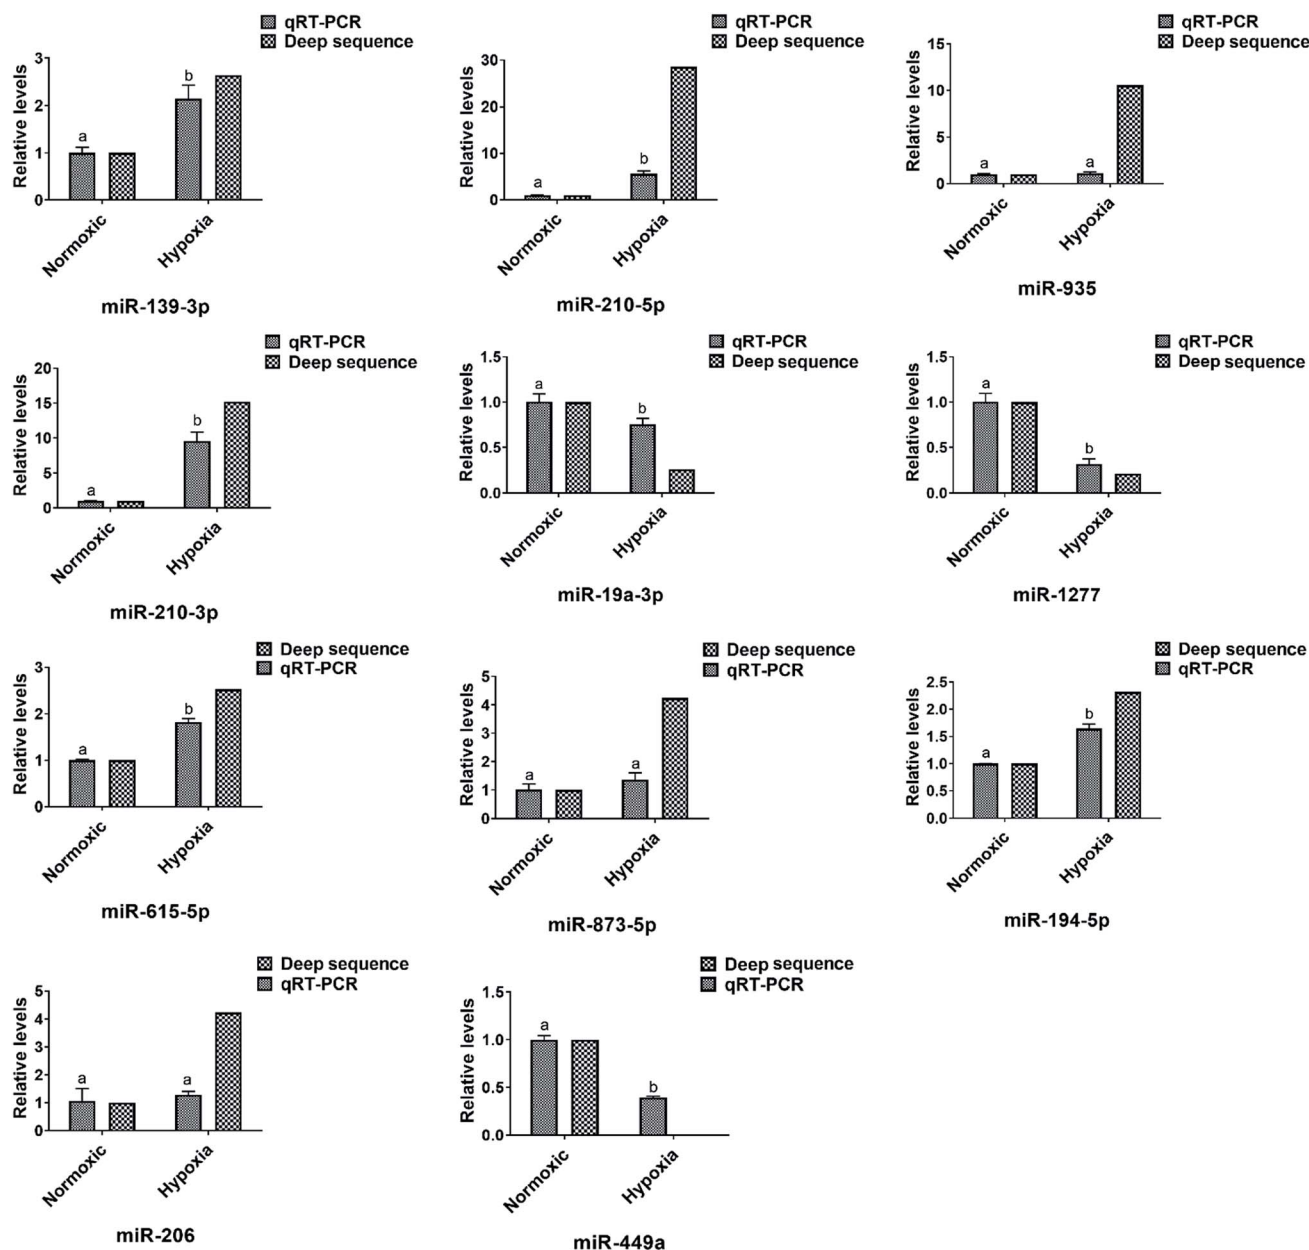 qRT-PCR
Deep sequence
Relative levels
3
2
1
0
a
b
Normoxic
Hypoxia
miR-139-3p
qRT-PCR
Deep sequence
Relative levels
30
20
10
0
a
b
Normoxic
Hypoxia
miR-210-5p
qRT-PCR
Deep sequence
Relative levels
15
10
5
0
a
a
Normoxic
Hypoxia
miR-935
qRT-PCR
Deep sequence
Relative levels
20
15
10
5
0
a
b
Normoxic
Hypoxia
miR-210-3p
qRT-PCR
Deep sequence
Relative levels
1.5
1.0
0.5
0.0
a
b
Normoxic
Hypoxia
miR-19a-3p
qRT-PCR
Deep sequence
Relative levels
1.5
1.0
0.5
0.0
a
b
Normoxic
Hypoxia
miR-1277
Deep sequence
qRT-PCR
Relative levels
3
2
1
0
a
b
Normoxic
Hypoxia
miR-615-5p
Deep sequence
qRT-PCR
Relative levels
5
4
3
2
1
0
a
a
Normoxic
Hypoxia
miR-873-5p
Deep sequence
qRT-PCR
Relative levels
2.5
2.0
1.5
1.0
0.5
0.0
a
b
Normoxic
Hypoxia
miR-194-5p
Deep sequence
qRT-PCR
Relative levels
5
4
3
2
1
0
a
a
Normoxic
Hypoxia
miR-206
Deep sequence
qRT-PCR
Relative levels
1.5
1.0
0.5
0.0
a
b
Normoxic
Hypoxia
miR-449a